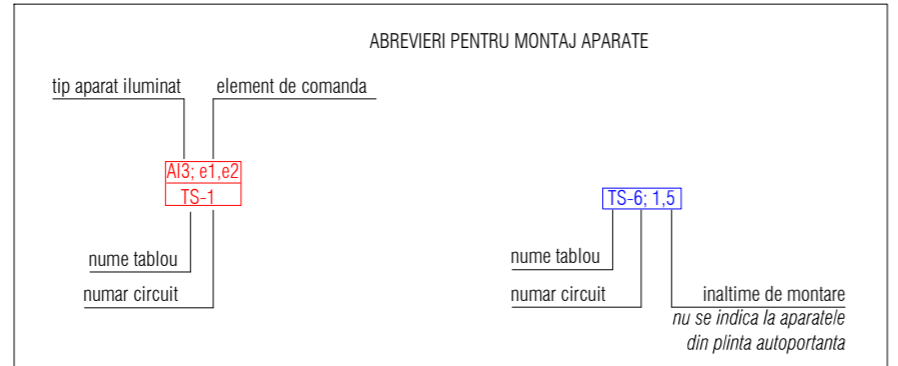 ABREVIERI PENTRU MONTAJ APARATE
tip aparat iluminat
element de comanda
AI3; e1,e2
TS-1
nume tablou
numar circuit
TS-6; 1,5
nume tablou
numar circuit
inaltime de montare
nu se indica la aparatele
din plinta autoportanta